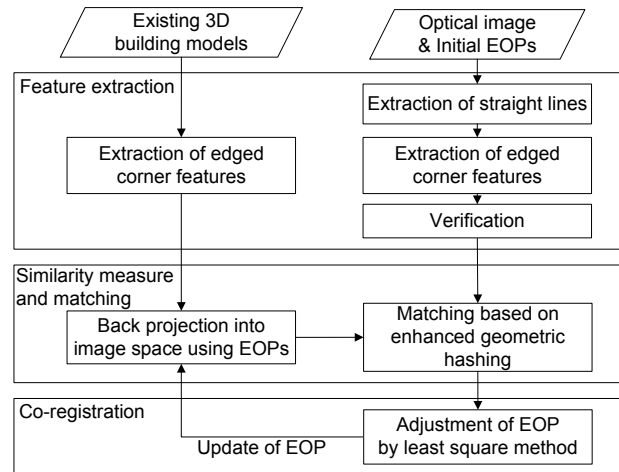 Existing 3D
building models
Optical image
& Initial EOPs
Feature extraction
Extraction of straight lines
Extraction of edged
corner features
Extraction of edged
corner features
Verification
Similarity measure
and matching
Back projection into
image space using EOPs
Matching based on
enhanced geometric
hashing
Co-registration
Update of EOP
Adjustment of EOP
by least square method